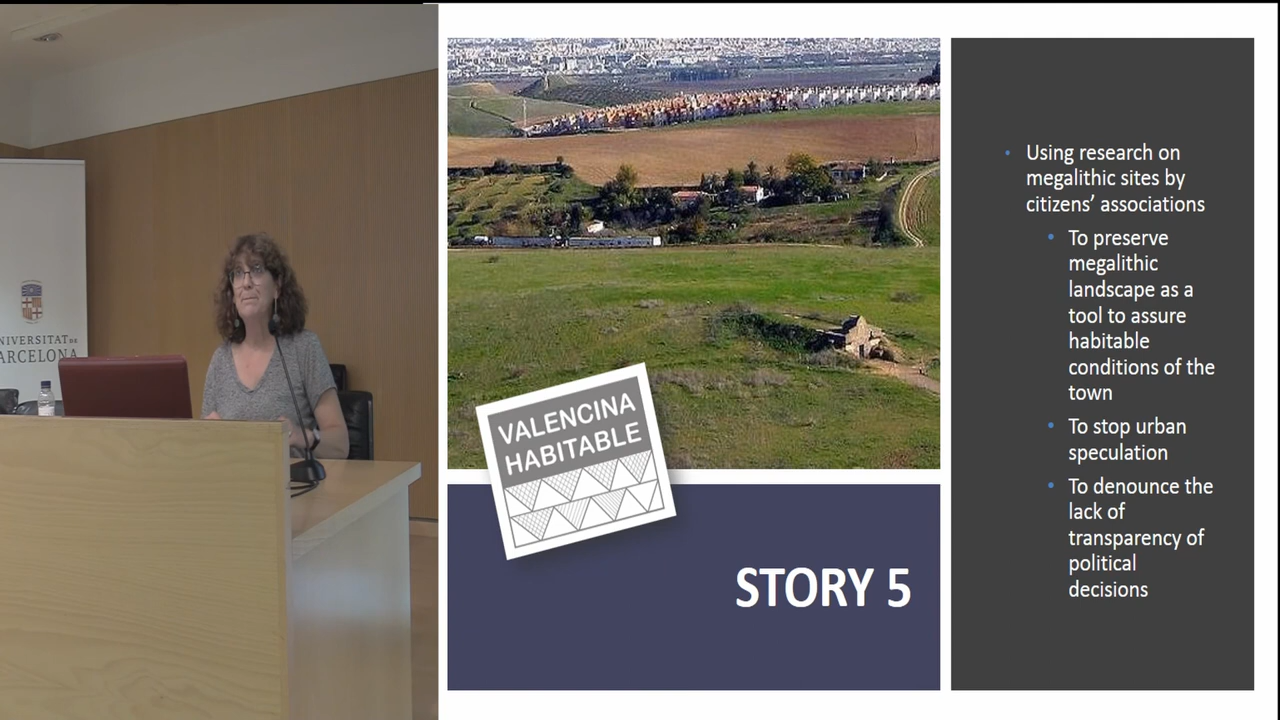 UNIVERSITAT DE
BARCELONA
VALENCINA
HABITABLE
STORY 5
• Using research on
megalithic sites by
citizens’ associations
• To preserve
megalithic
landscape as a
tool to assure
habitable
conditions of the
town
• To stop urban
speculation
• To denounce the
lack of
transparency of
political
decisions